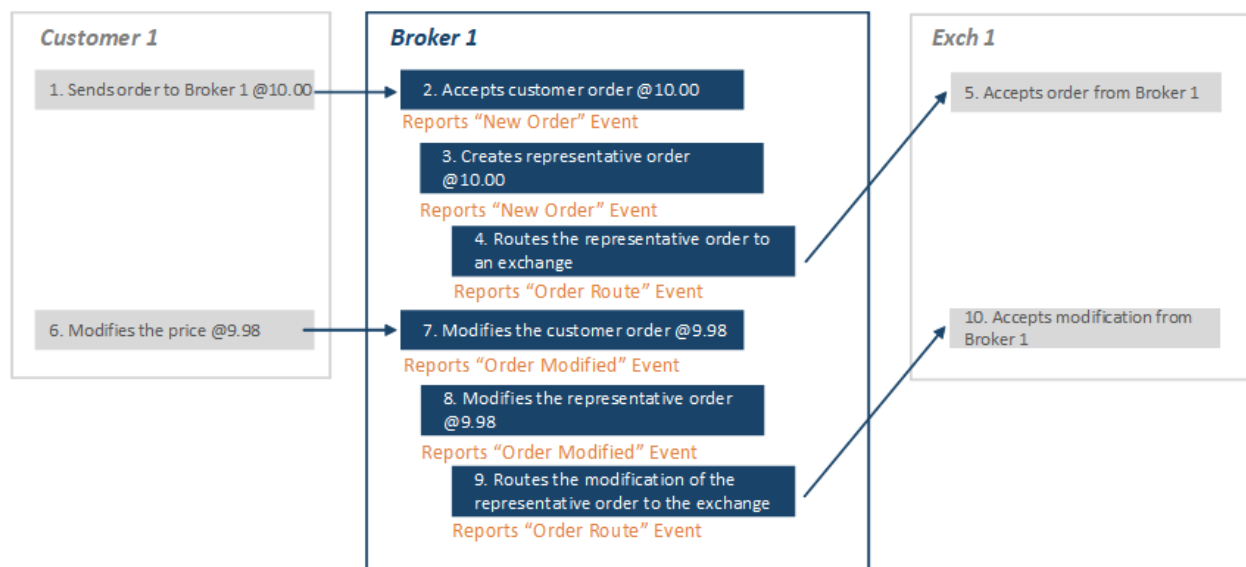 Customer 1
Broker 1
Exch 1
1. Sends order to Broker 1 @10.00
2. Accepts customer order @10.00
5. Accepts order from Broker 1
Reports “New Order” Event
3. Creates representative order
@10.00
Reports “New Order” Event
4. Routes the representative order to
an exchange
Reports “Order Route” Event
6. Modifies the price @9.98
7. Modifies the customer order @9.98
10. Accepts modification from
Broker 1
Reports “Order Modified” Event
8. Modifies the representative order
@9.98
Reports “Order Modified” Event
9. Routes the modification of the
representative order to the exchange
Reports “Order Route” Event